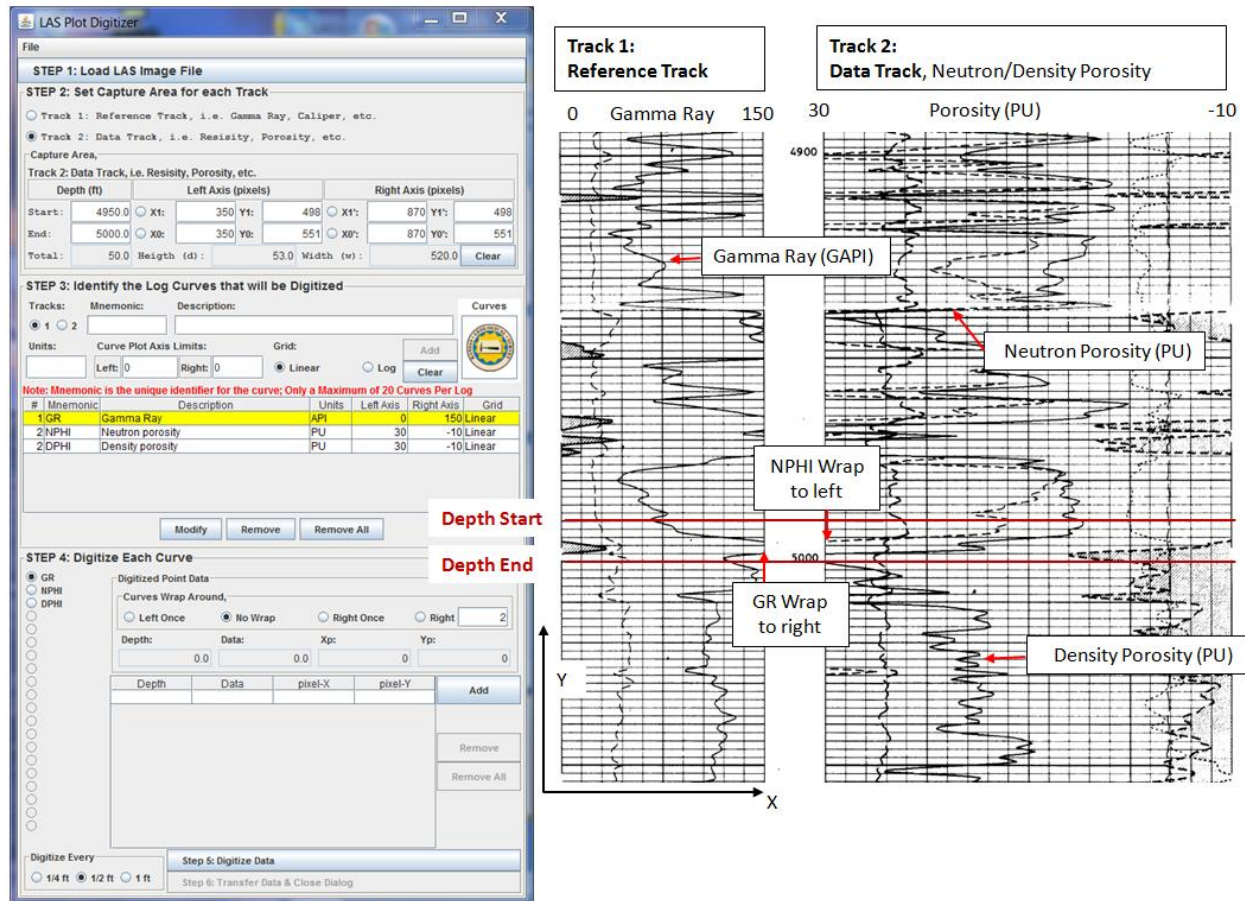 LAS Plot Digitizer
File
STEP 1: Load LAS Image File
STEP 2: Set Capture Area for each Track
Track 1: Reference Track, i.e. Gamma Ray, Caliper, etc.
Track 2: Data Track, i.e. Resisity, Porosity, etc.
Capture Area,
Track 2: Data Track, i.e. Resisity, Porosity, etc.
Depth (ft) Left Axis (pixels) Right Axis (pixels)
Start: 4950.0 X1: 350 Y1: 498 X1': 870 Y1': 498
End: 5000.0 X0: 350 Y0: 551 X0': 870 Y0': 551
Total: 50.0 Heigth (d): 53.0 Width (w): 520.0 Clear
STEP 3: Identify the Log Curves that will be Digitized
Tracks: Mnemonic: Description: Curves
1 2
Units: Curve Plot Axis Limits: Grid: Add
Left: 0 Right: 0 Linear Log Clear
Note: Mnemonic is the unique identifier for the curve; Only a Maximum of 20 Curves Per Log
# Mnemonic Description Units Left Axis Right Axis Grid
1 GR Gamma Ray API 0 150 Linear
2 NPHI Neutron porosity PU 30 -10 Linear
2 DPHI Density porosity PU 30 -10 Linear
Modify Remove Remove All
STEP 4: Digitize Each Curve
GR
NPHI
DPHI
Digitized Point Data
Curves Wrap Around,
Left Once No Wrap Right Once Right 2
Depth: Data: Xp: Yp:
0.0 0.0 0 0
Depth Data pixel-X pixel-Y Add
Remove
Remove All
Digitize Every
1/4 ft 1/2 ft 1 ft
Step 5: Digitize Data
Step 6: Transfer Data & Close Dialog
Track 1:
Reference Track
Track 2:
Data Track, Neutron/Density Porosity
0 Gamma Ray 150
30 Porosity (PU) -10
4900
Gamma Ray (GAPI)
Neutron Porosity (PU)
NPHI Wrap
to left
Depth Start
Depth End
5000
GR Wrap
to right
Density Porosity (PU)
Y
X